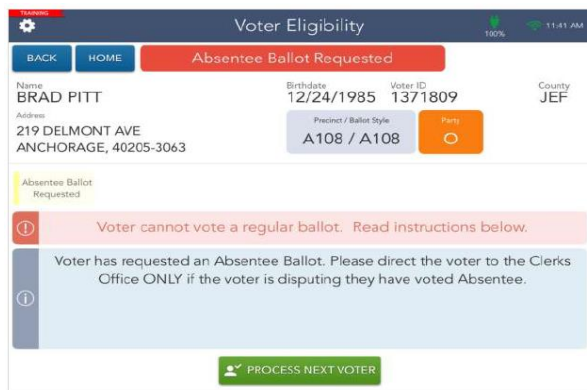 TRAINING
Voter Eligibility
100%
11:41 AM
BACK
HOME
Absentee Ballot Requested
Name
BRAD PITT
Birthdate
12/24/1985
Voter ID
1371809
County
JEF
Address
219 DELMONT AVE
ANCHORAGE, 40205-3063
Precinct / Ballot Style
A108 / A108
Party
O
Absentee Ballot
Requested
Voter cannot vote a regular ballot. Read instructions below.
Voter has requested an Absentee Ballot. Please direct the voter to the Clerks
Office ONLY if the voter is disputing they have voted Absentee.
PROCESS NEXT VOTER